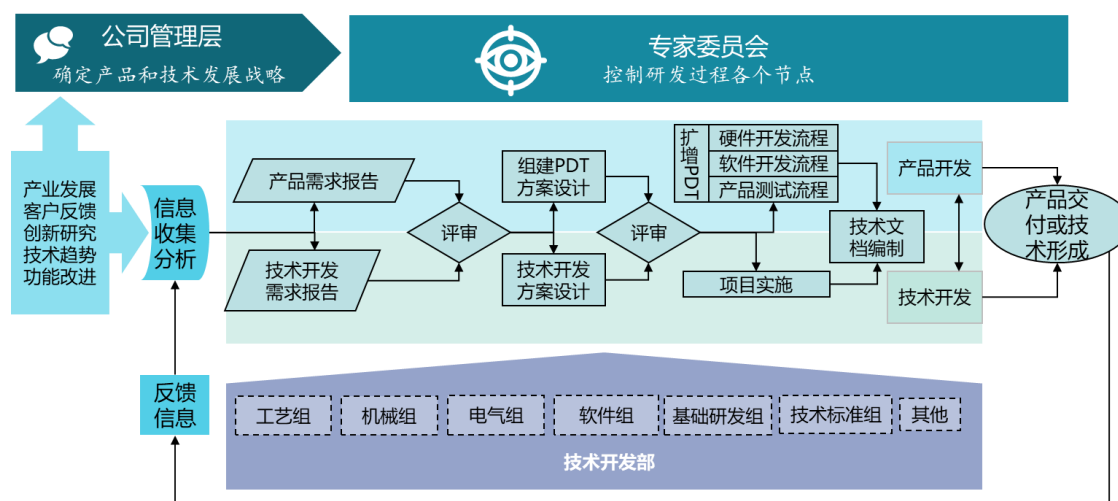 公司管理层
确定产品和技术发展战略
专家委员会
控制研发过程各个节点
产业发展
客户反馈
创新研究
技术趋势
功能改进
信息
收集
分析
产品需求报告
技术开发
需求报告
评审
组建PDT
方案设计
技术开发
方案设计
评审
扩增PDT
硬件开发流程
软件开发流程
产品测试流程
项目实施
技术文
档编制
产品开发
技术开发
产品交
付或技
术形成
反馈
信息
工艺组
机械组
电气组
软件组
基础研发组
技术标准组
其他
技术开发部